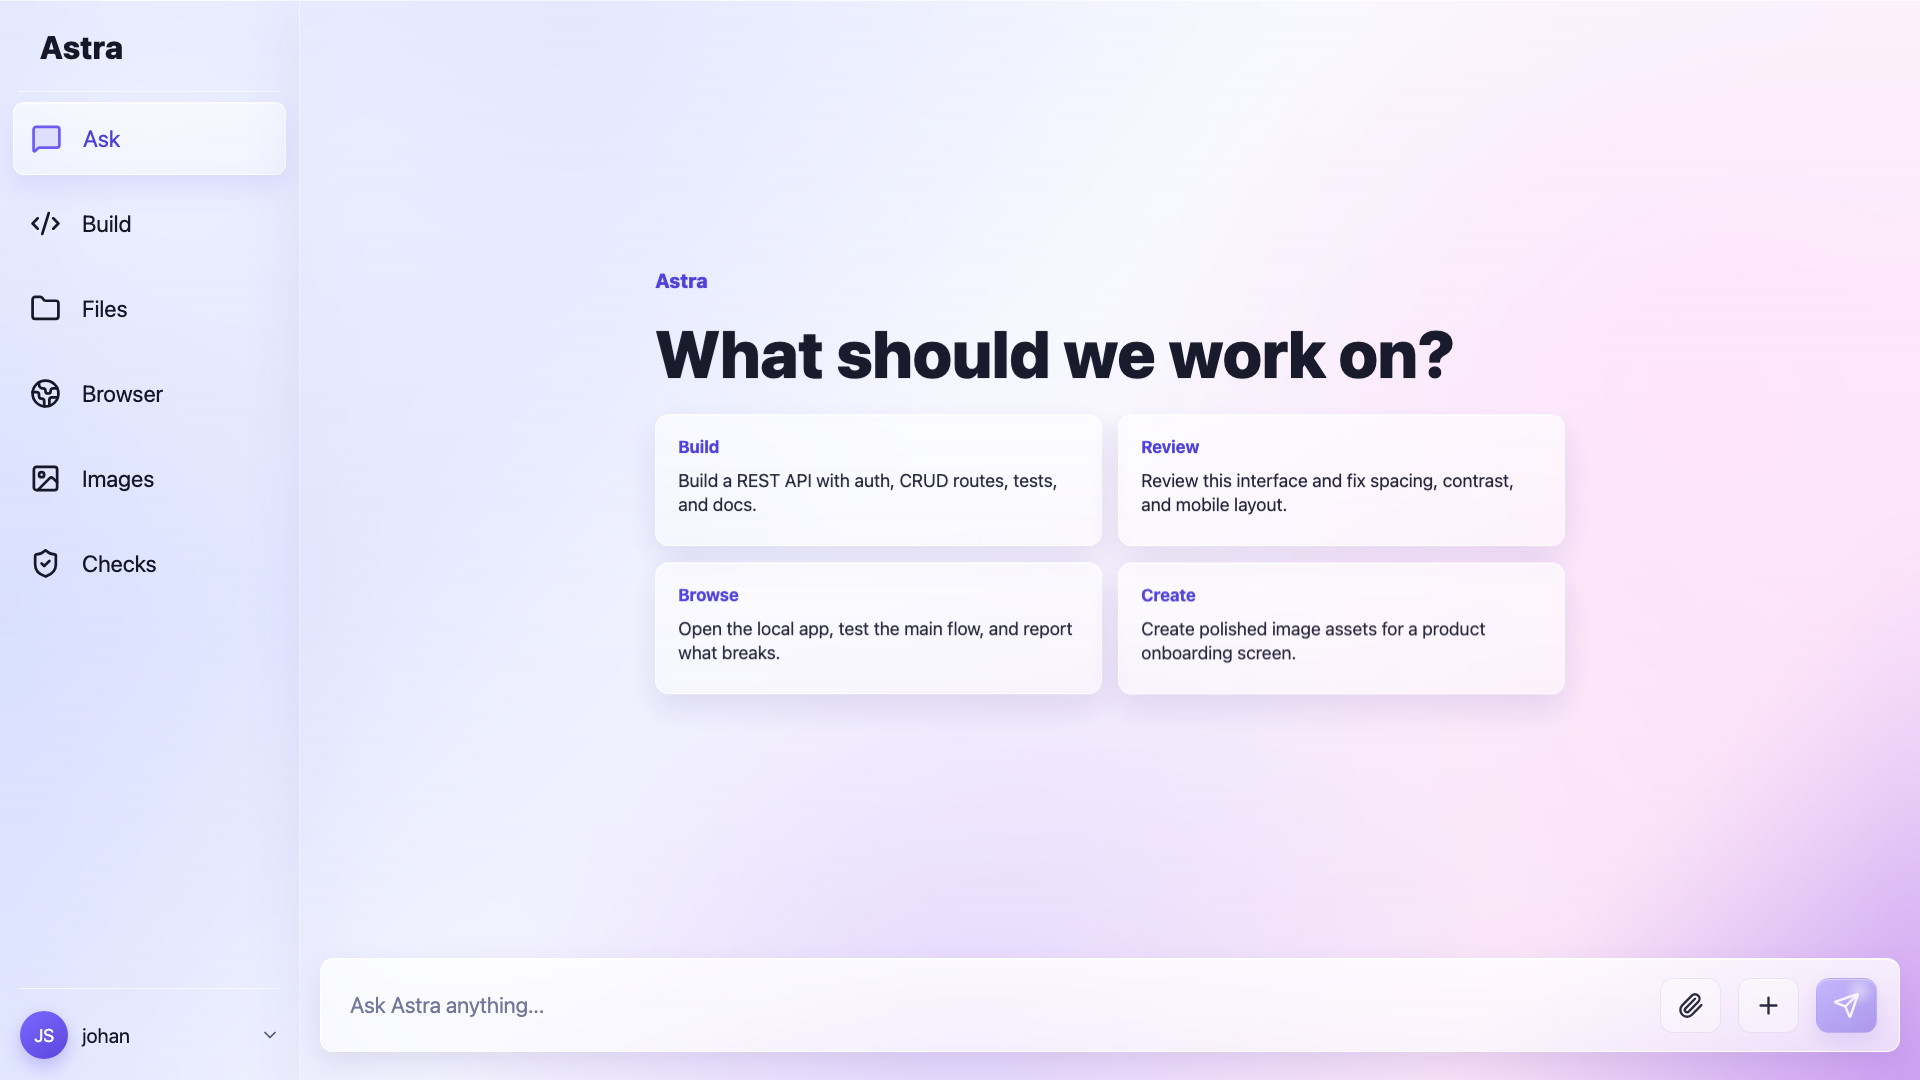 Astra
Ask
Build
Files
Browser
Images
Checks
JS
johan
Astra
What should we work on?
Build
Build a REST API with auth, CRUD routes, tests,
and docs.
Review
Review this interface and fix spacing, contrast,
and mobile layout.
Browse
Open the local app, test the main flow, and report
what breaks.
Create
Create polished image assets for a product
onboarding screen.
Ask Astra anything...